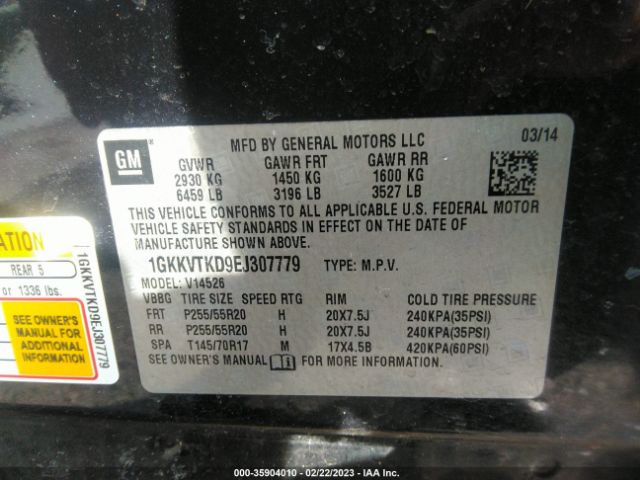 GM®
MFD BY GENERAL MOTORS LLC
03/14
GVWR GAWR FRT GAWR RR
2930 KG 1450 KG 1600 KG
6459 LB 3196 LB 3527 LB
THIS VEHICLE CONFORMS TO ALL APPLICABLE U.S. FEDERAL MOTOR
VEHICLE SAFETY STANDARDS IN EFFECT ON THE DATE OF
MANUFACTURE SHOWN ABOVE.
1GKKVTKD9EJ307779 TYPE: M.P.V.
MODEL: V14526
VBBG TIRE SIZE SPEED RTG RIM COLD TIRE PRESSURE
FRT P255/55R20 H 20X7.5J 240KPA(35PSI)
RR P255/55R20 H 20X7.5J 240KPA(35PSI)
SPA T145/70R17 M 17X4.5B 420KPA(60PSI)
SEE OWNER'S MANUAL FOR MORE INFORMATION.
ATION
REAR 5
or 1336 lbs.
SEE OWNER'S
MANUAL FOR
ADDITIONAL
INFORMATION
1GKKVTKD9EJ307779
000-35904010 - 02/22/2023 - IAA Inc.